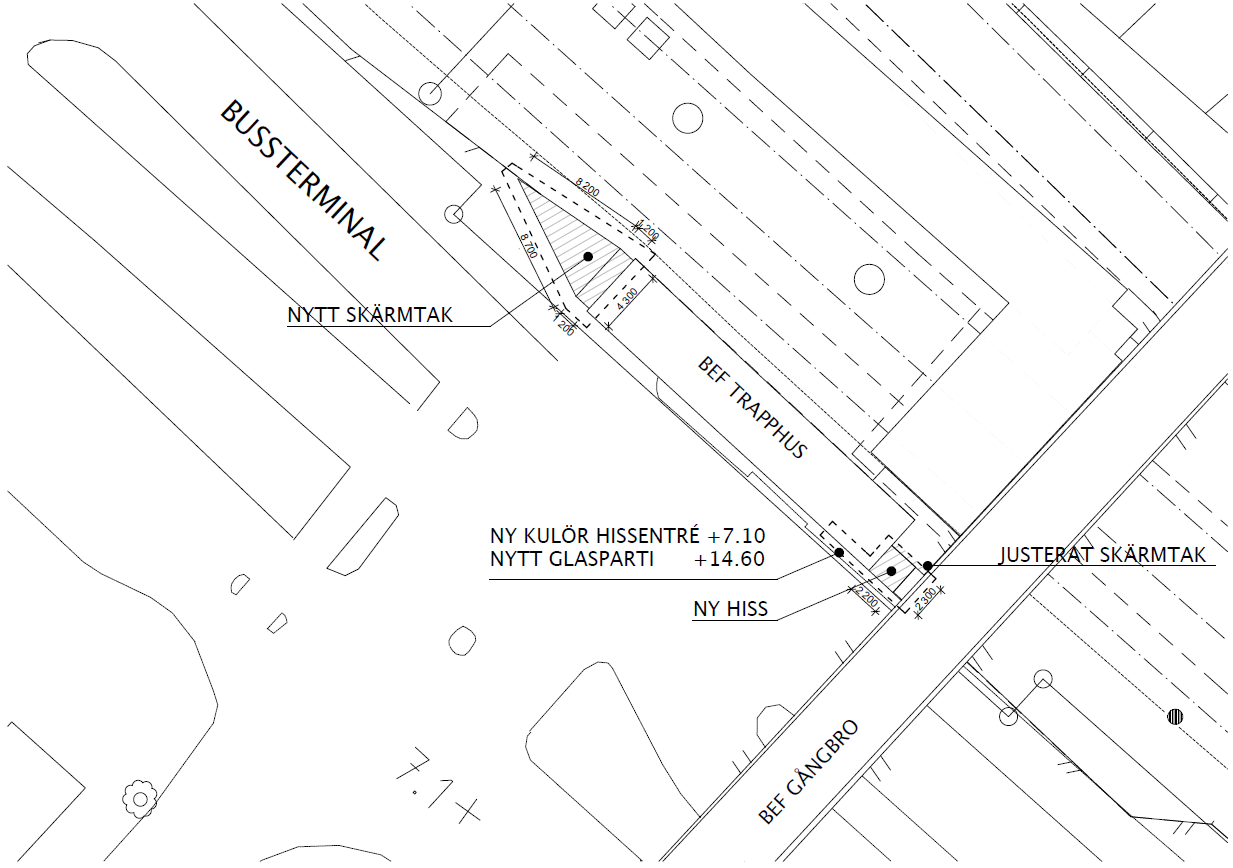 BUSSTERMINAL
8.200
1.200
8.700
NYTT SKÄRMTAK
4.300
1.200
BEF TRAPPHUS
NY KULÖR HISSENTRÉ +7.10
NYTT GLASPARTI +14.60
JUSTERAT SKÄRMTAK
NY HISS
2.200
2.300
BEF GÅNGBRO
7.1